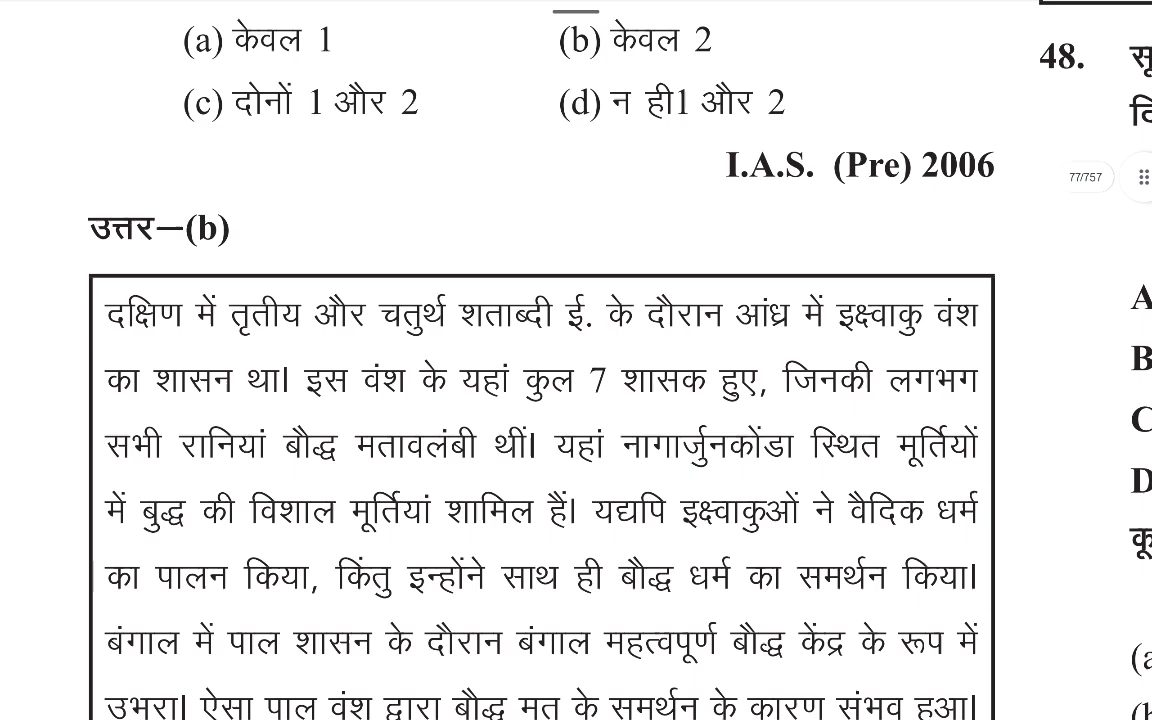 (a) केवल 1 (b) केवल 2
(c) दोनों 1 और 2 (d) न ही1 और 2
I.A.S. (Pre) 2006
उत्तर—(b)
दक्षिण में तृतीय और चतुर्थ शताब्दी ई. के दौरान आंध्र में इक्ष्वाकु वंश
का शासन था। इस वंश के यहां कुल 7 शासक हुए, जिनकी लगभग
सभी रानियां बौद्ध मतावलंबी थीं। यहां नागार्जुनकोंडा स्थित मूर्तियों
में बुद्ध की विशाल मूर्तियां शामिल हैं। यद्यपि इक्ष्वाकुओं ने वैदिक धर्म
का पालन किया, किंतु इन्होंने साथ ही बौद्ध धर्म का समर्थन किया।
बंगाल में पाल शासन के दौरान बंगाल महत्वपूर्ण बौद्ध केंद्र के रूप में
उभरा। ऐसा पाल वंश द्वारा बौद्ध मत के समर्थन के कारण संभव हुआ।
48.
77/757
A
B
C
D